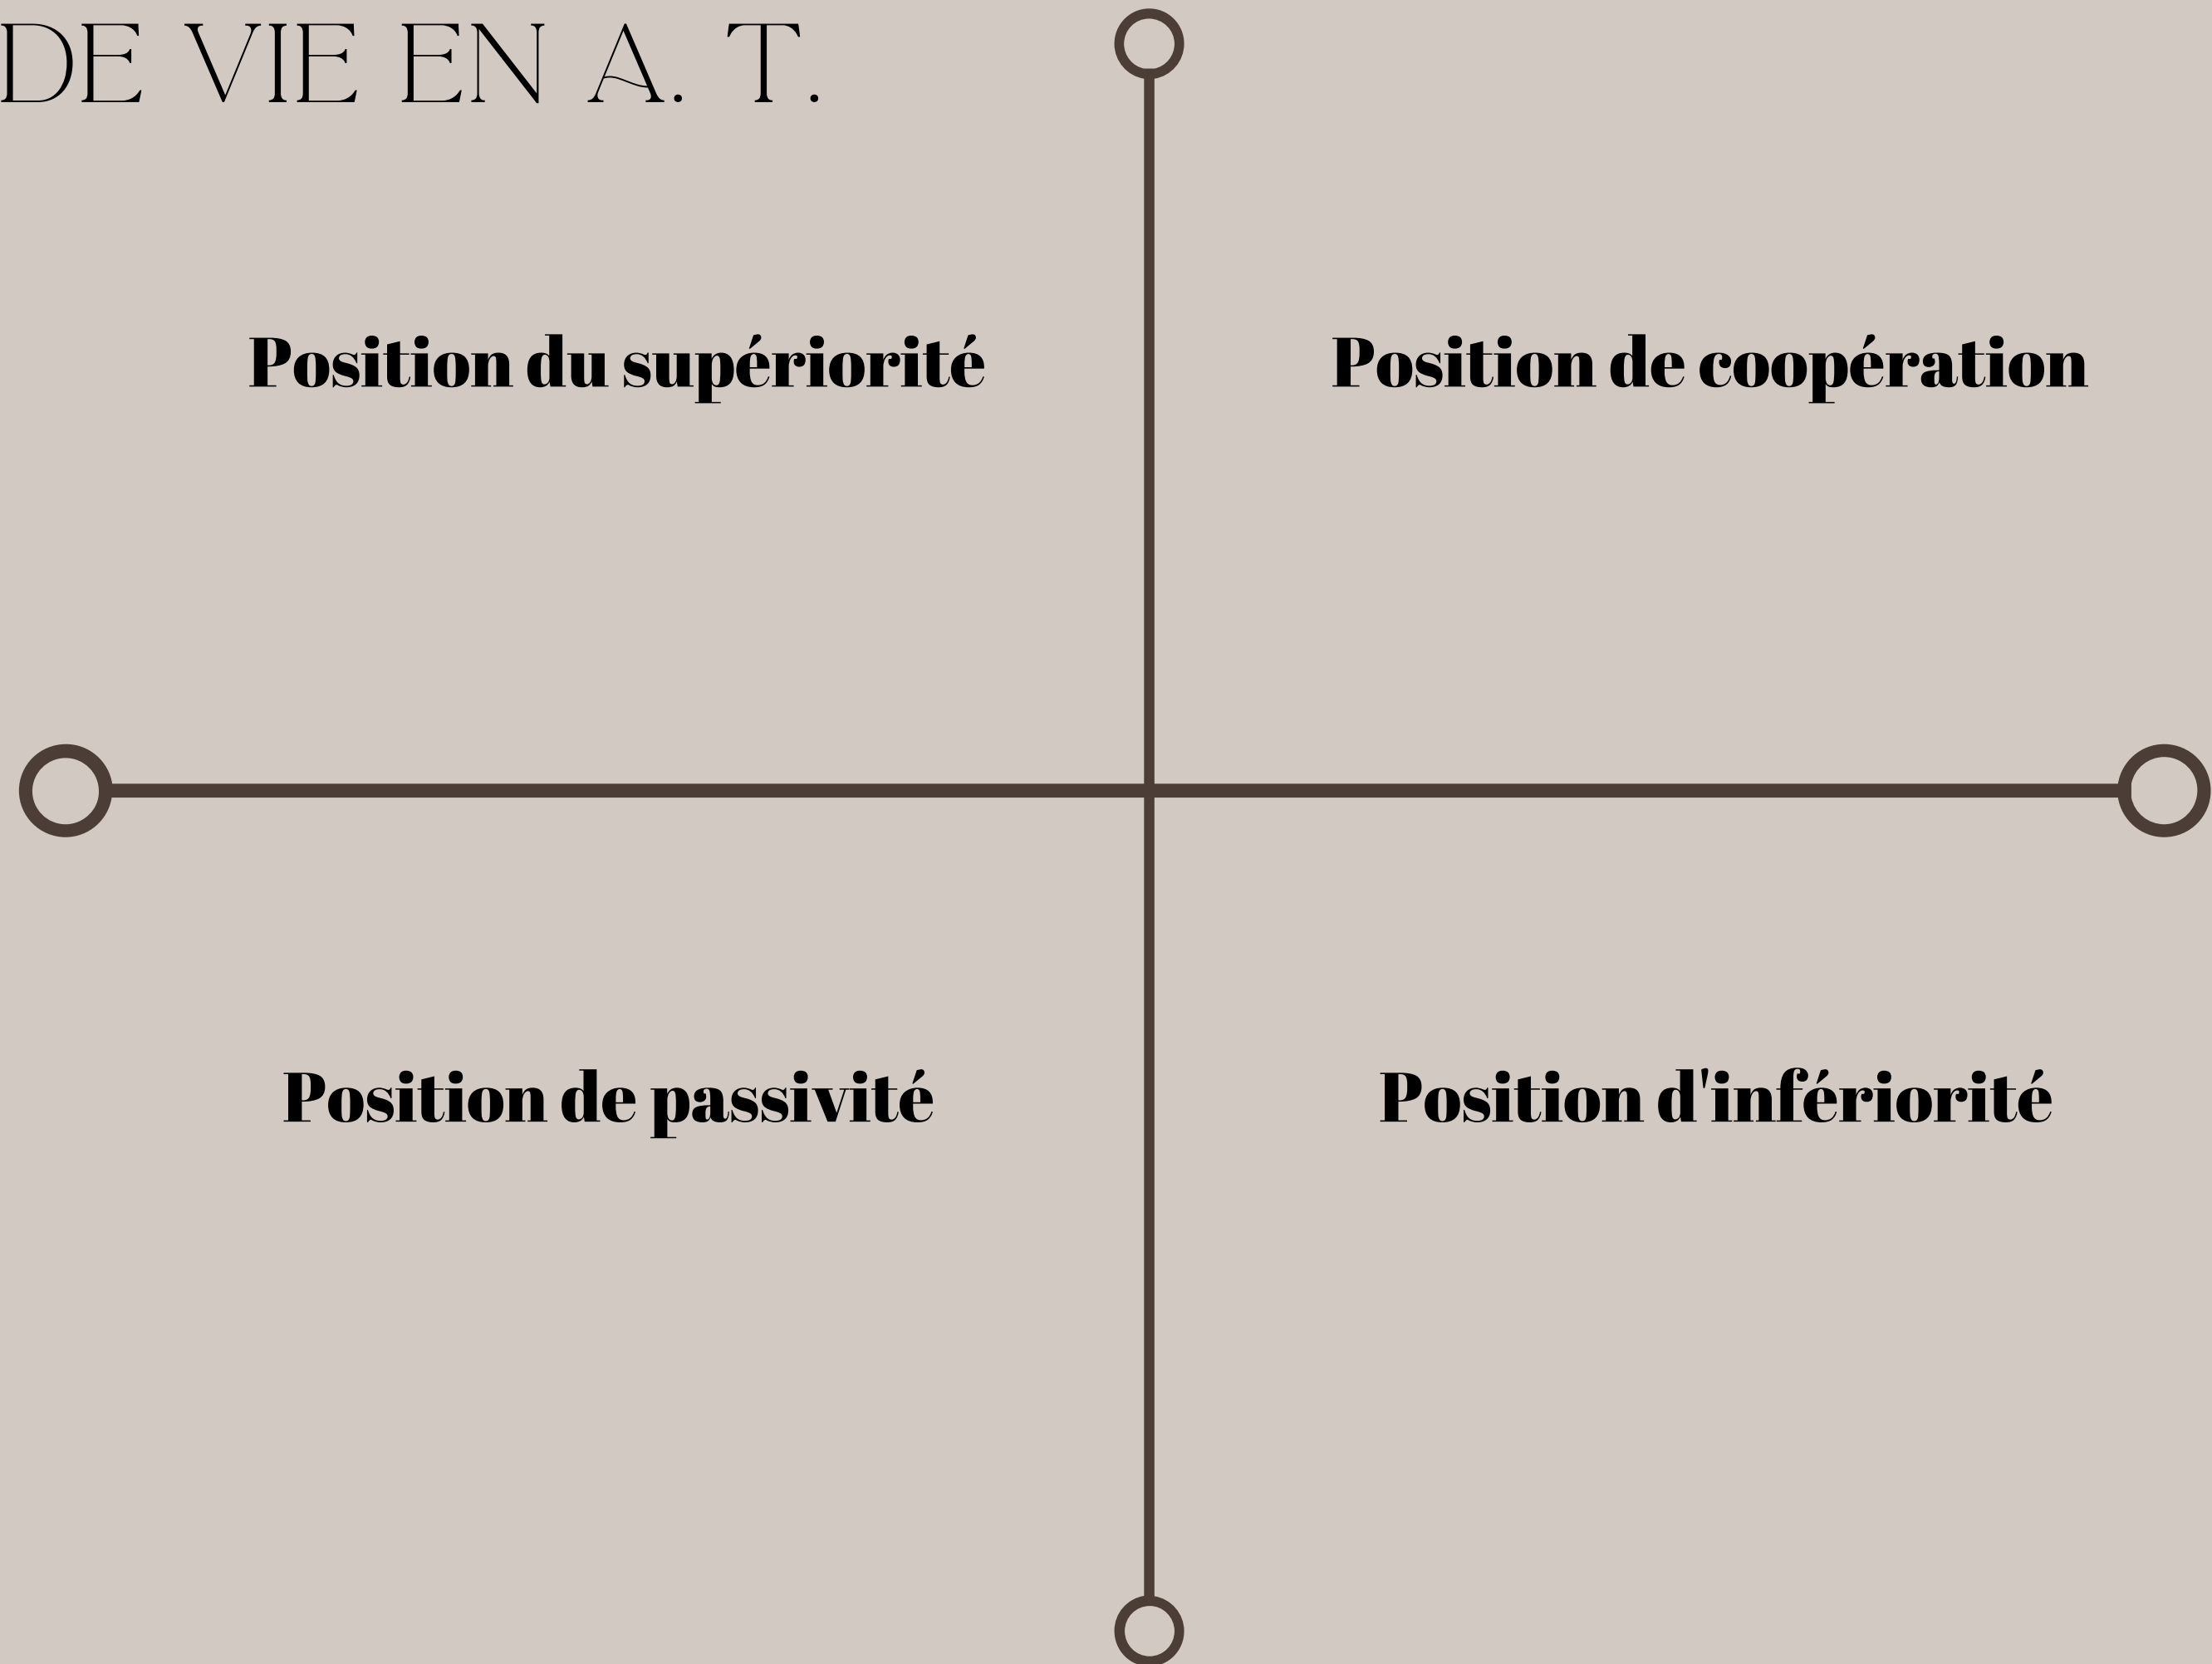 DE VIE EN A. T.
Position du supériorité
Position de coopération
Position de passivité
Position d'infériorité